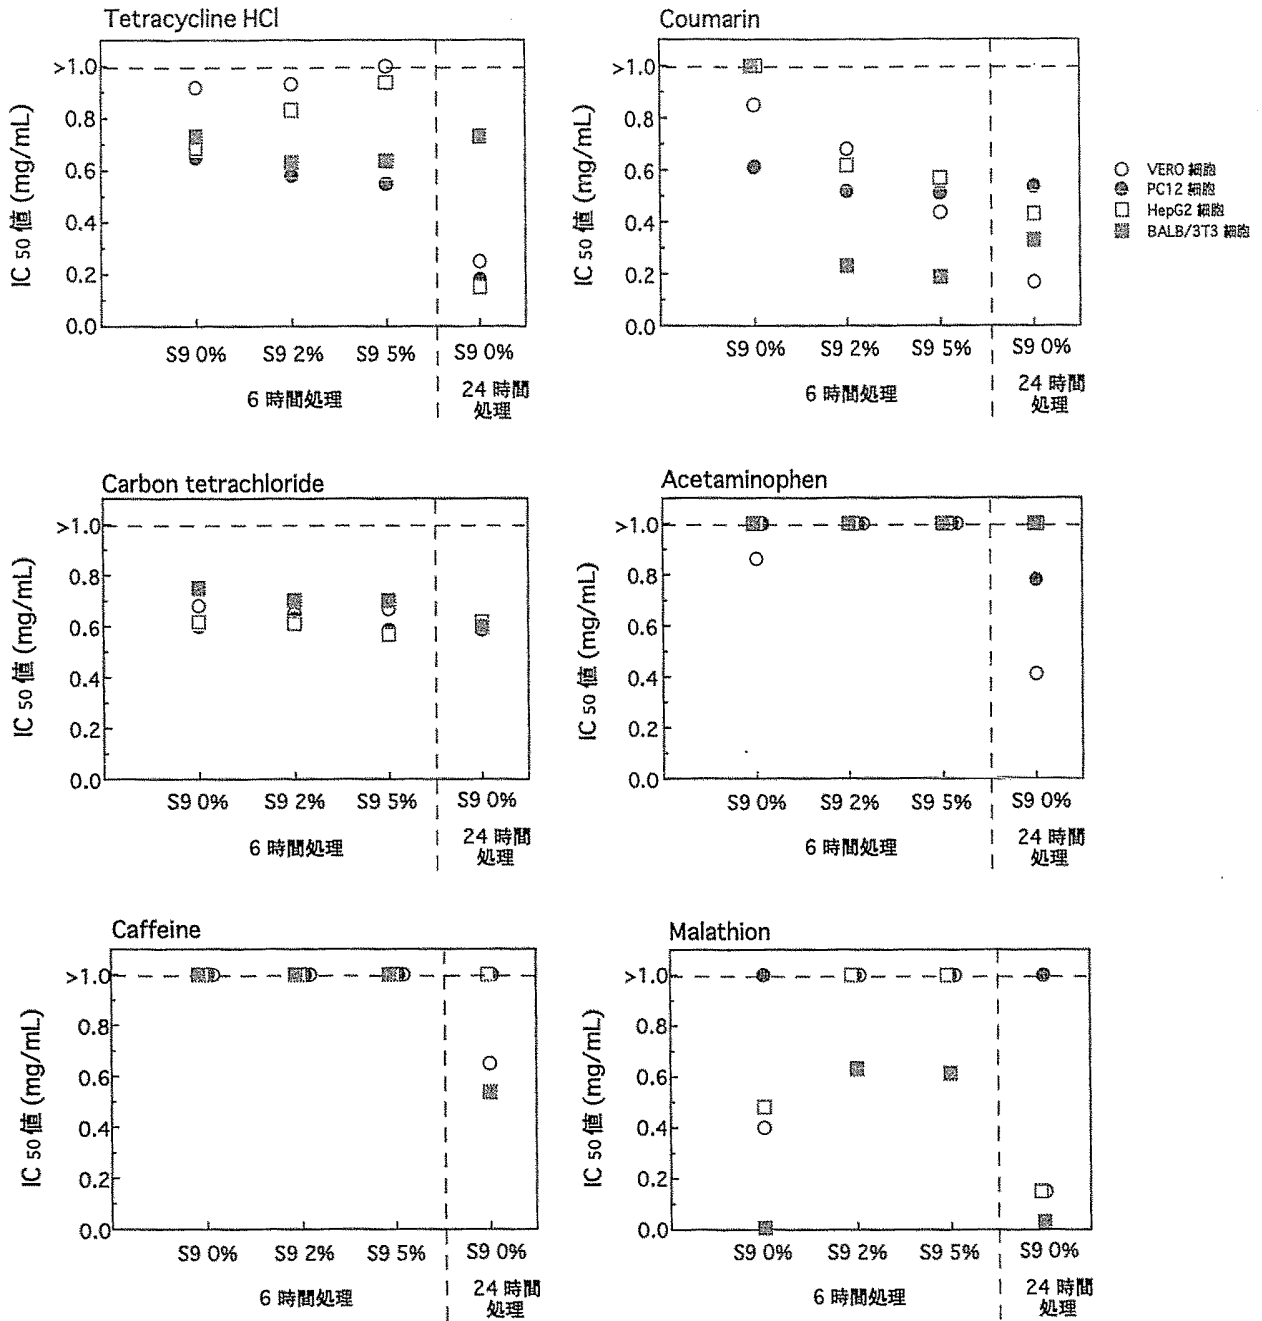 Tetracycline HCl
>1.0
0.8
0.6
0.4
0.2
0.0
IC 50 値 (mg/mL)
S9 0%
S9 2%
S9 5%
S9 0%
6 時間処理
24 時間
処理
Coumarin
>1.0
0.8
0.6
0.4
0.2
0.0
IC 50 値 (mg/mL)
S9 0%
S9 2%
S9 5%
S9 0%
6 時間処理
24 時間
処理
VERO 細胞
PC12 細胞
HepG2 細胞
BALB/3T3 細胞
Carbon tetrachloride
>1.0
0.8
0.6
0.4
0.2
0.0
IC 50 値 (mg/mL)
S9 0%
S9 2%
S9 5%
S9 0%
6 時間処理
24 時間
処理
Acetaminophen
>1.0
0.8
0.6
0.4
0.2
0.0
IC 50 値 (mg/mL)
S9 0%
S9 2%
S9 5%
S9 0%
6 時間処理
24 時間
処理
Caffeine
>1.0
0.8
0.6
0.4
0.2
0.0
IC 50 値 (mg/mL)
S9 0%
S9 2%
S9 5%
S9 0%
6 時間処理
24 時間
処理
Malathion
>1.0
0.8
0.6
0.4
0.2
0.0
IC 50 値 (mg/mL)
S9 0%
S9 2%
S9 5%
S9 0%
6 時間処理
24 時間
処理